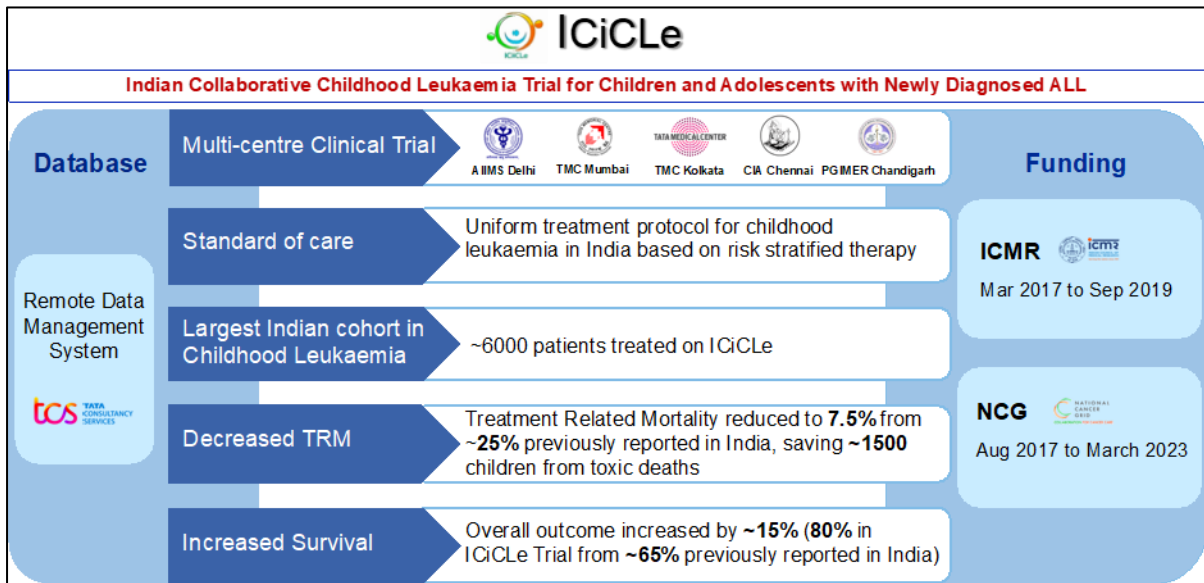 ICiCLe
ICiCLe
Indian Collaborative Childhood Leukaemia Trial for Children and Adolescents with Newly Diagnosed ALL
Database
Remote Data
Management
System
tcs TATA
CONSULTANCY
SERVICES
Multi-centre Clinical Trial
TATA MEDICAL CENTER
AIIMS Delhi
TMC Mumbai
TMC Kolkata
CIA Chennai
PGIMER Chandigarh
Standard of care
Uniform treatment protocol for childhood
leukaemia in India based on risk stratified therapy
Largest Indian cohort in
Childhood Leukaemia
~6000 patients treated on ICiCLe
Decreased TRM
Treatment Related Mortality reduced to 7.5% from
~25% previously reported in India, saving ~1500
children from toxic deaths
Increased Survival
Overall outcome increased by ~15% (80% in
ICiCLe Trial from ~65% previously reported in India)
Funding
ICMR
icmr
Mar 2017 to Sep 2019
NCG
NATIONAL
CANCER
GRID
Aug 2017 to March 2023